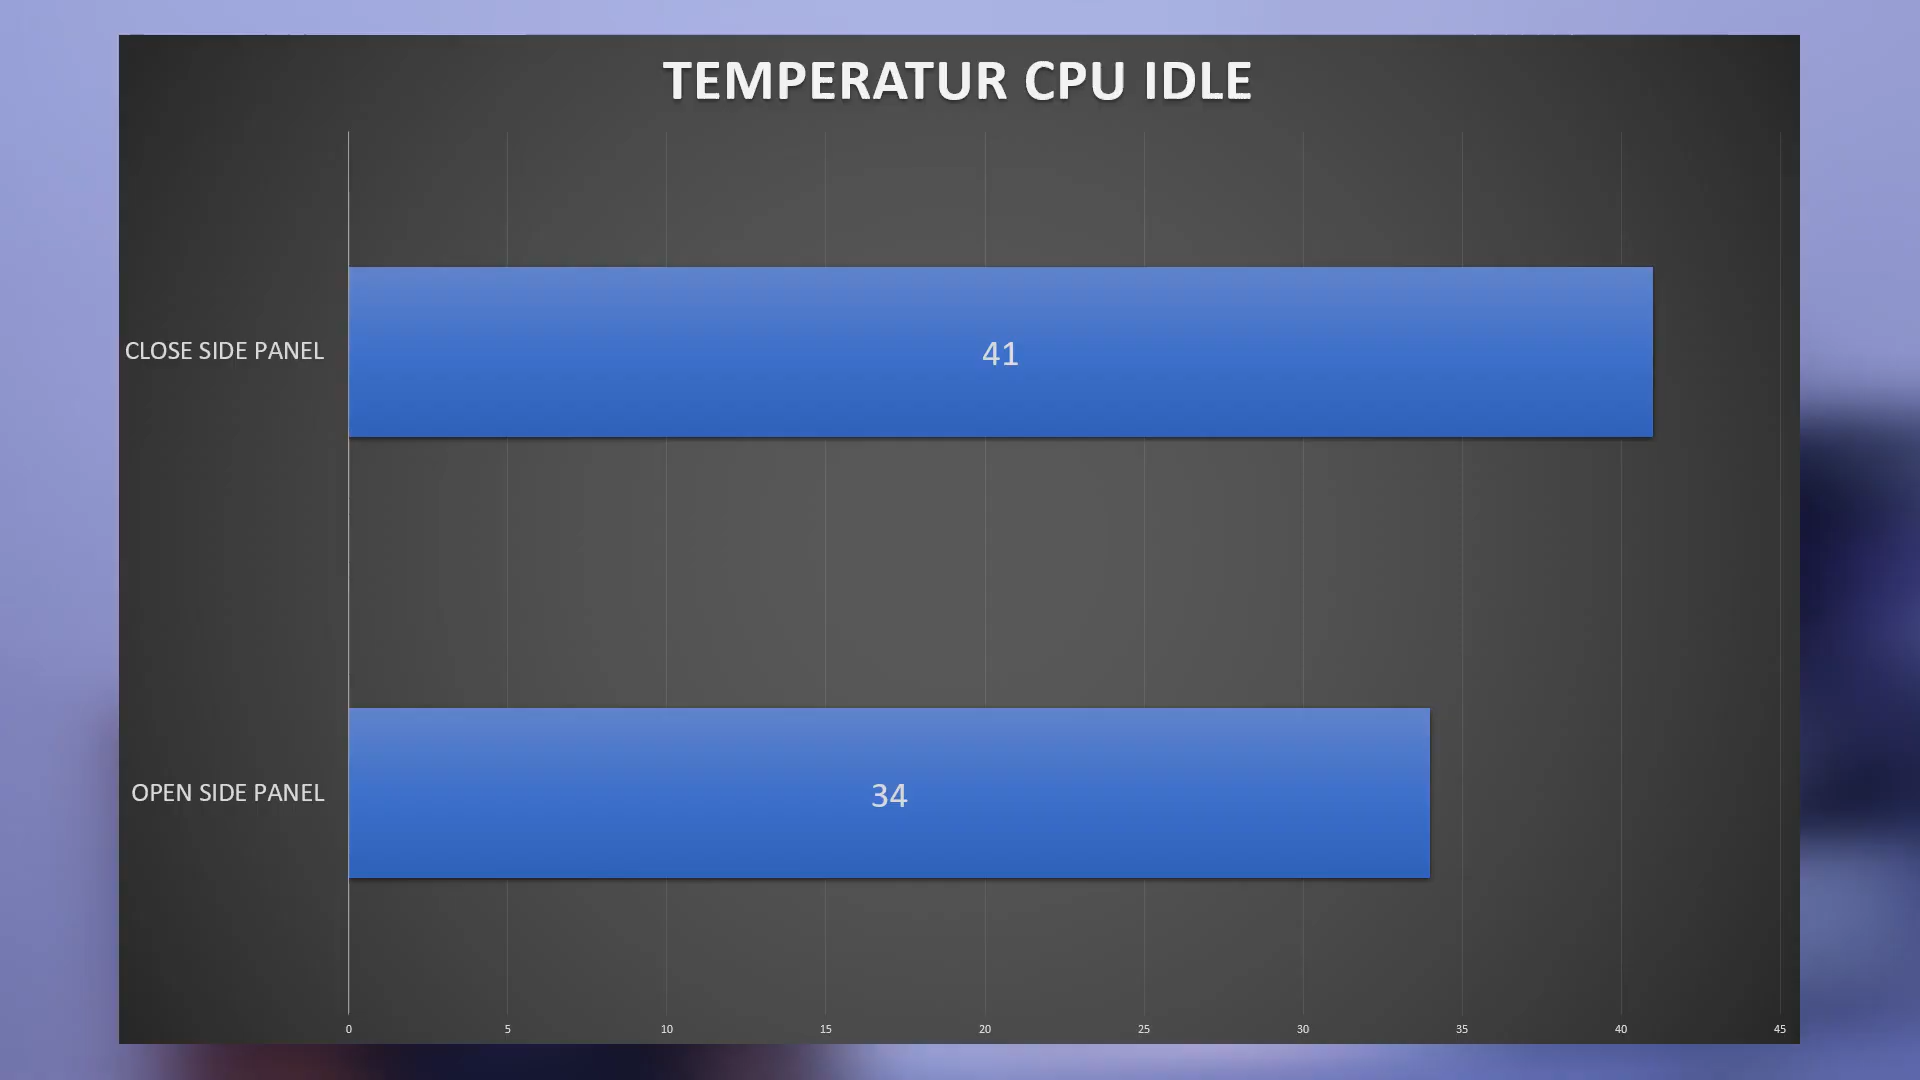 TEMPERATUR CPU IDLE
CLOSE SIDE PANEL
41
OPEN SIDE PANEL
34
0 5 10 15 20 25 30 35 40 45